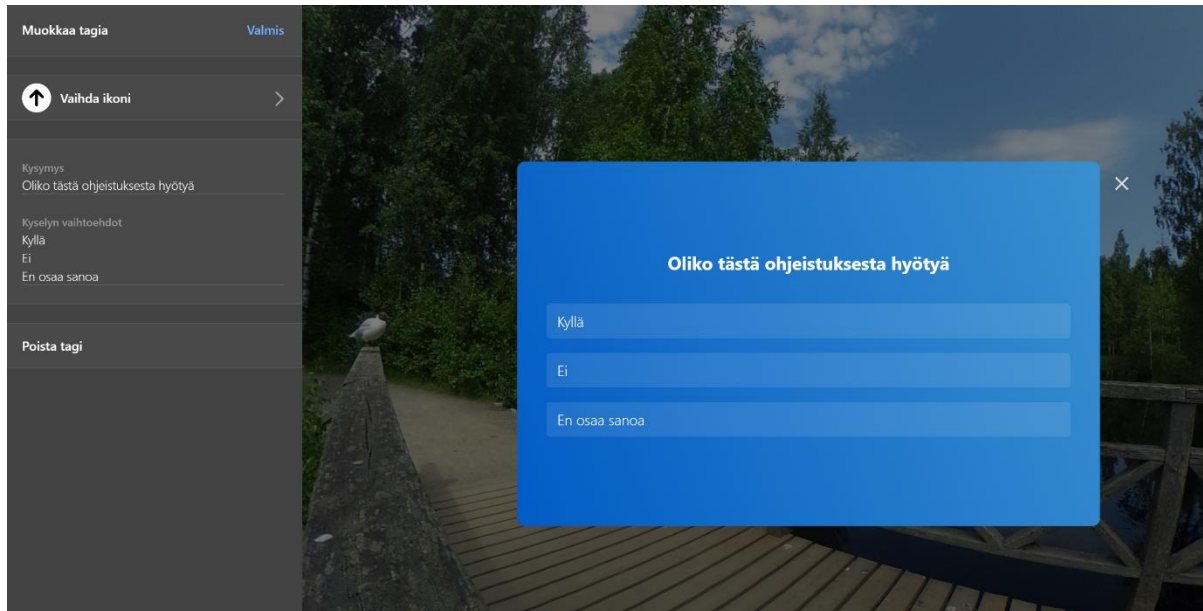 Muokkaa tagia
Valmis
Vaihda ikoni
Kysymys
Oliko tästä ohjeistuksesta hyötyä
Kyselyn vaihtoehdot
Kyllä
Ei
En osaa sanoa
Poista tagi
Oliko tästä ohjeistuksesta hyötyä
Kyllä
Ei
En osaa sanoa